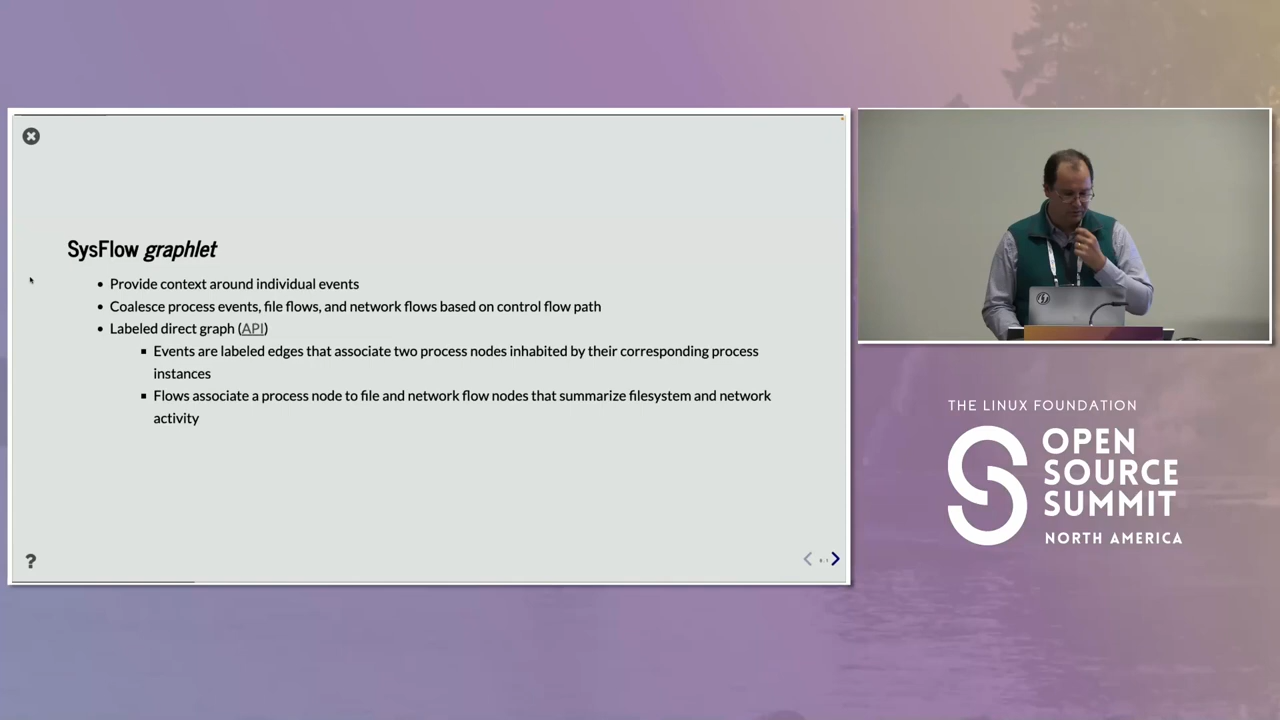 SysFlow graphlet
Provide context around individual events
Coalesce process events, file flows, and network flows based on control flow path
Labeled direct graph (API)
Events are labeled edges that associate two process nodes inhabited by their corresponding process
instances
Flows associate a process node to file and network flow nodes that summarize filesystem and network
activity
?
THE LINUX FOUNDATION
OPEN
SOURCE
SUMMIT
NORTH AMERICA